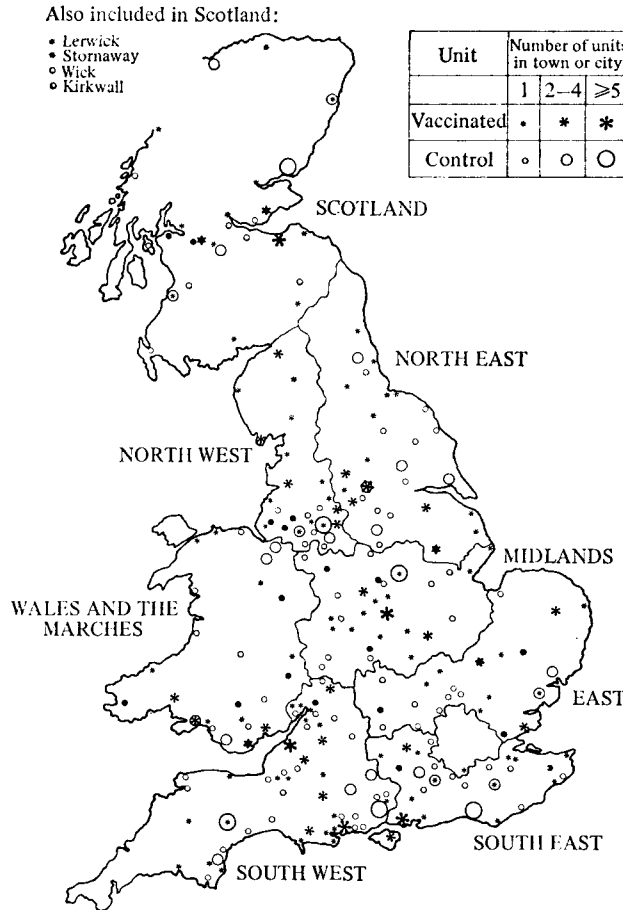 Also included in Scotland:
* Lerwick
* Stornaway
○ Wick
○ Kirkwall
Unit
Number of units
in town or city
1
2–4
≥5
Vaccinated
*
*
*
Control
○
○
○
SCOTLAND
NORTH EAST
NORTH WEST
MIDLANDS
WALES AND THE
MARCHES
EAST
SOUTH EAST
SOUTH WEST